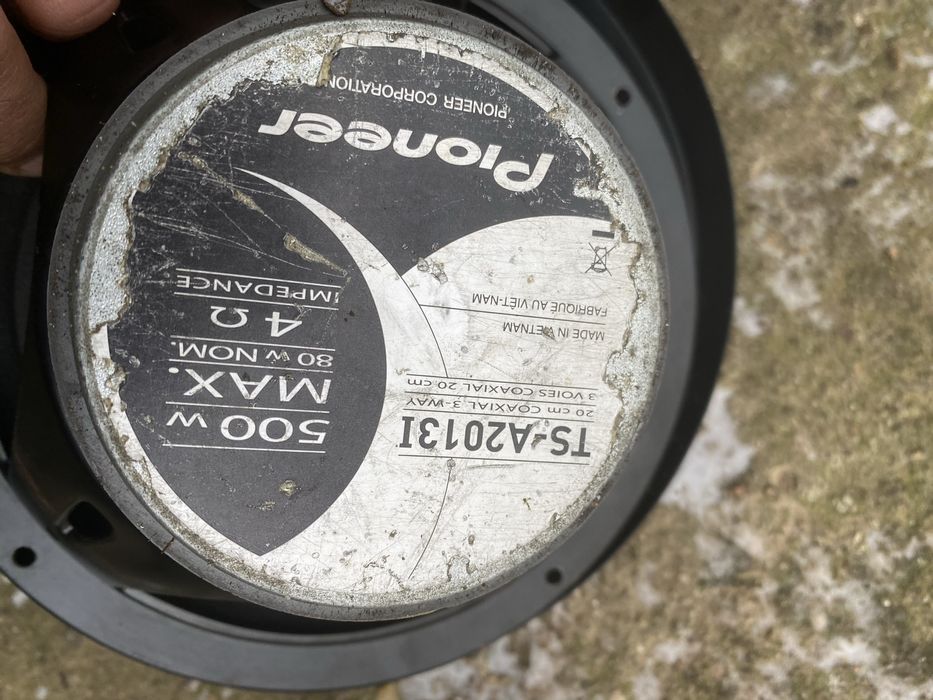 TS-A2013I
20 cm COAXIAL 3-WAY
3 VOIES COAXIAL 20 cm
MADE IN VIETNAM
FABRIQUÉ AU VIÊT-NAM
500 W
MAX.
80 W NOM.
4 Ω
IMPEDANCE
Pioneer
PIONEER CORPORATION